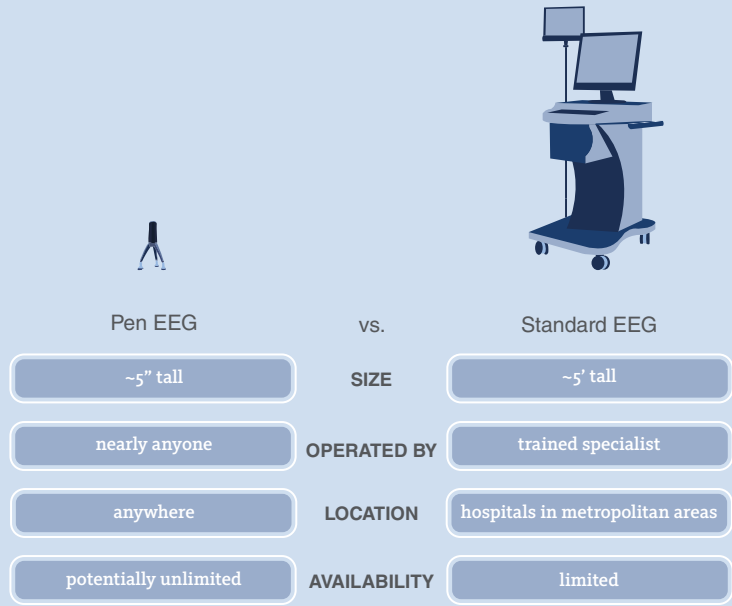 Pen EEG vs. Standard EEG
~5” tall SIZE ~5’ tall
nearly anyone OPERATED BY trained specialist
anywhere LOCATION hospitals in metropolitan areas
potentially unlimited AVAILABILITY limited